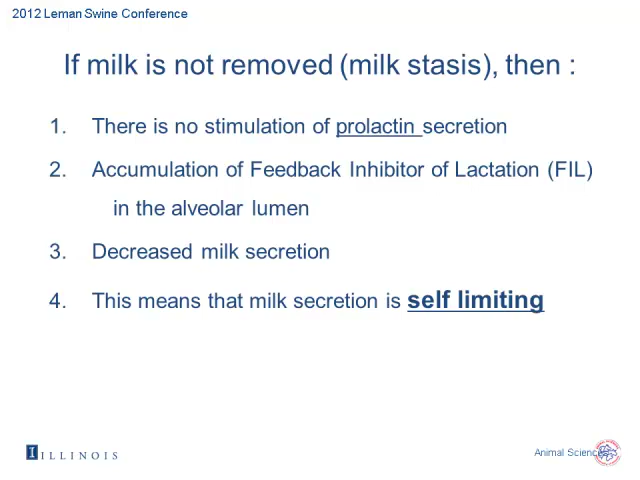 2012 Leman Swine Conference
If milk is not removed (milk stasis), then :
1. There is no stimulation of prolactin secretion
2. Accumulation of Feedback Inhibitor of Lactation (FIL)
in the alveolar lumen
3. Decreased milk secretion
4. This means that milk secretion is self limiting
I ILLINOIS
Animal Sciences